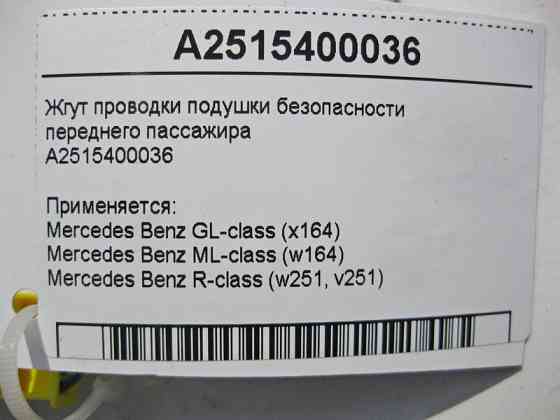 A2515400036
Жгут проводки подушки безопасности
переднего пассажира
A2515400036
Применяется:
Mercedes Benz GL-class (x164)
Mercedes Benz ML-class (w164)
Mercedes Benz R-class (w251, v251)